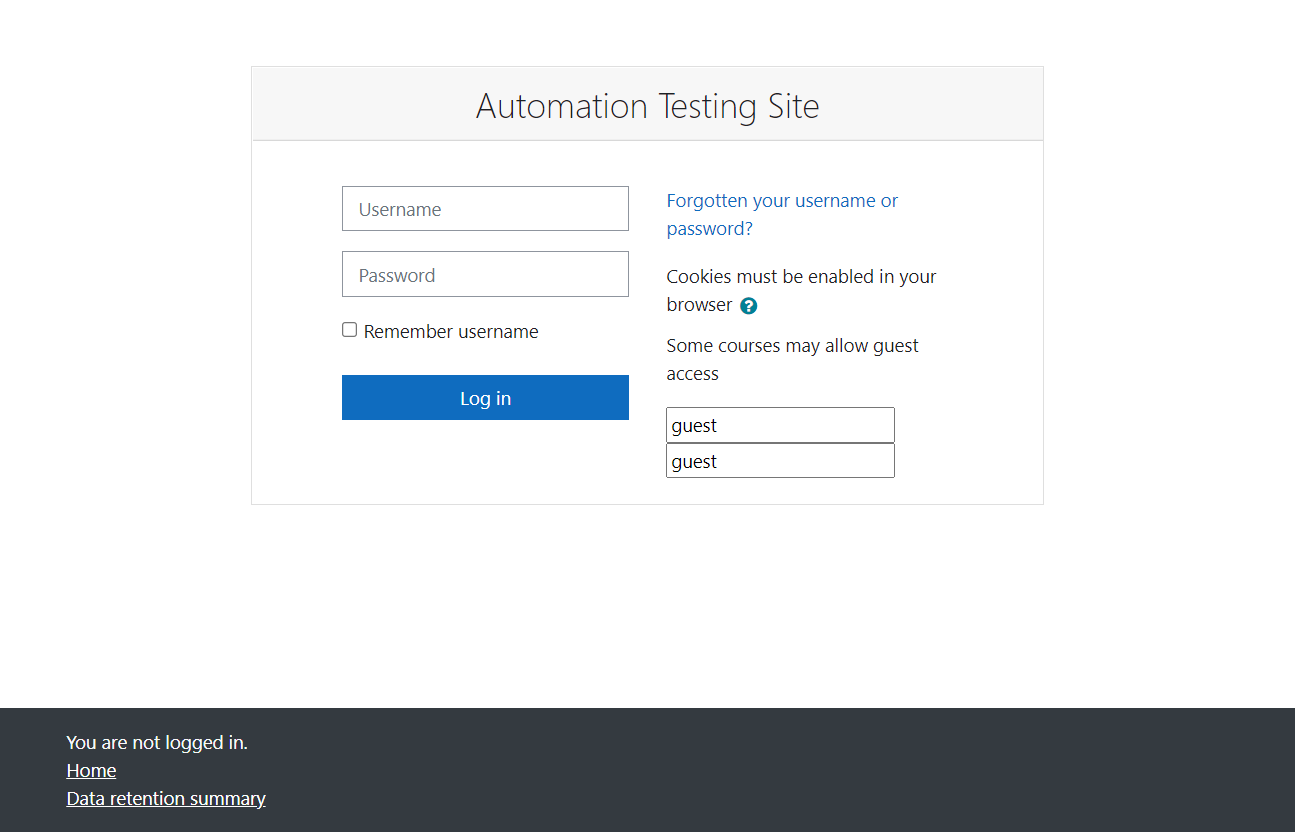 Automation Testing Site
Username
Password
Remember username
Log in
Forgotten your username or
password?
Cookies must be enabled in your
browser
Some courses may allow guest
access
guest
guest
You are not logged in.
Home
Data retention summary